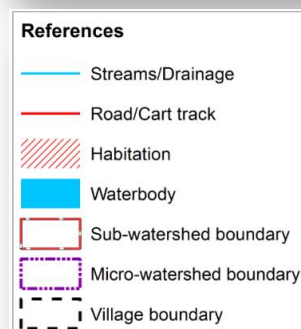 References
Streams/Drainage
Road/Cart track
Habitation
Waterbody
Sub-watershed boundary
Micro-watershed boundary
Village boundary